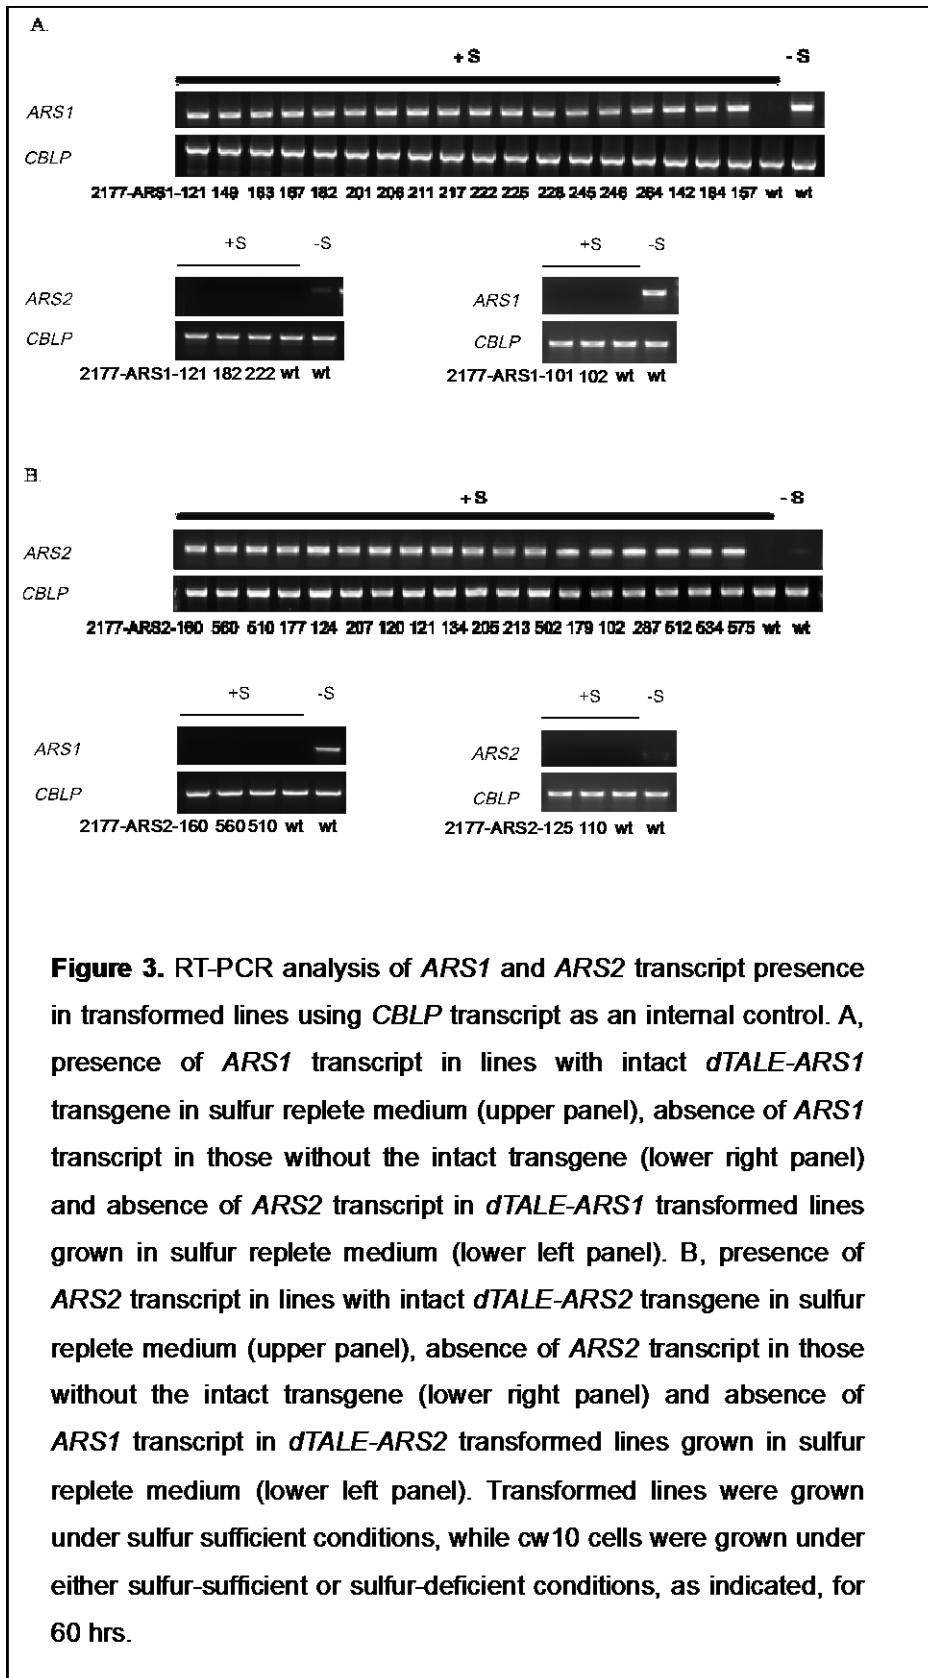 A.
+ S - S
ARS1
CBLP
2177-ARS1-121 149 163 167 182 201 206 211 217 222 225 228 245 246 264 142 184 157 wt wt
+S -S +S -S
ARS2 ARS1
CBLP CBLP
2177-ARS1-121 182 222 wt wt 2177-ARS1-101 102 wt wt
B.
+ S - S
ARS2
CBLP
2177-ARS2-160 560 510 177 124 207 120 121 134 205 213 502 179 102 287 512 534 575 wt wt
+S -S +S -S
ARS1 ARS2
CBLP CBLP
2177-ARS2-160 560 510 wt wt 2177-ARS2-125 110 wt wt
Figure 3. RT-PCR analysis of ARS1 and ARS2 transcript presence
in transformed lines using CBLP transcript as an internal control. A,
presence of ARS1 transcript in lines with intact dTALE-ARS1
transgene in sulfur replete medium (upper panel), absence of ARS1
transcript in those without the intact transgene (lower right panel)
and absence of ARS2 transcript in dTALE-ARS1 transformed lines
grown in sulfur replete medium (lower left panel). B, presence of
ARS2 transcript in lines with intact dTALE-ARS2 transgene in sulfur
replete medium (upper panel), absence of ARS2 transcript in those
without the intact transgene (lower right panel) and absence of
ARS1 transcript in dTALE-ARS2 transformed lines grown in sulfur
replete medium (lower left panel). Transformed lines were grown
under sulfur sufficient conditions, while cw10 cells were grown under
either sulfur-sufficient or sulfur-deficient conditions, as indicated, for
60 hrs.